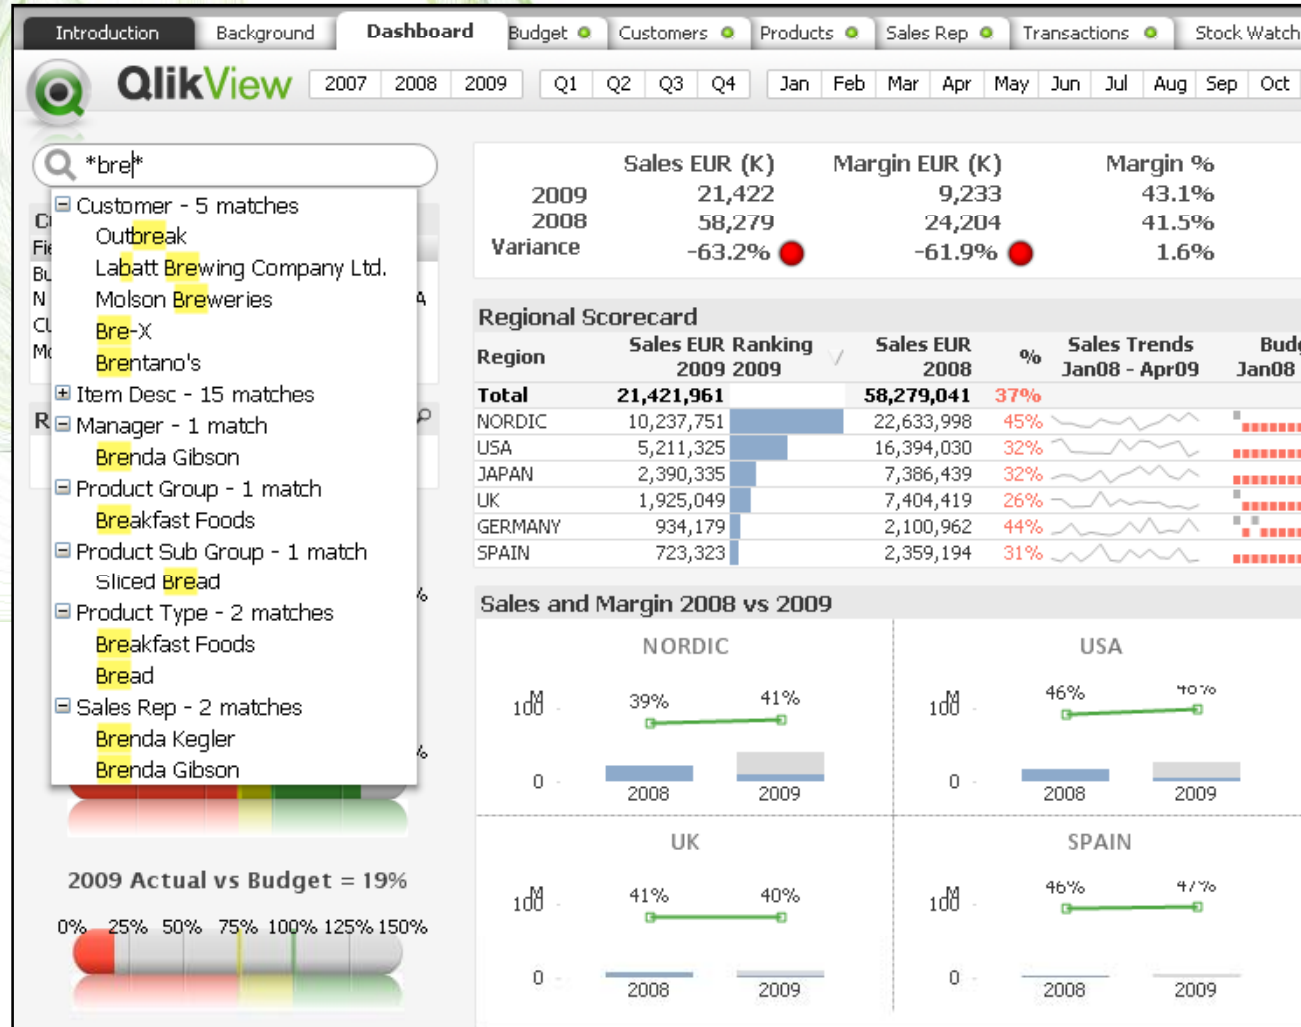 Introduction Background Dashboard Budget Customers Products Sales Rep Transactions Stock Watch
QlikView 2007 2008 2009 Q1 Q2 Q3 Q4 Jan Feb Mar Apr May Jun Jul Aug Sep Oct
*bre*
Customer - 5 matches
Outbreak
Labatt Brewing Company Ltd.
Molson Breweries
Bre-X
Brentano's
Item Desc - 15 matches
Manager - 1 match
Brenda Gibson
Product Group - 1 match
Breakfast Foods
Product Sub Group - 1 match
Sliced Bread
Product Type - 2 matches
Breakfast Foods
Bread
Sales Rep - 2 matches
Brenda Kegler
Brenda Gibson
2009 Actual vs Budget = 19%
0% 25% 50% 75% 100% 125% 150%
Sales EUR (K) Margin EUR (K) Margin %
2009 21,422 9,233 43.1%
2008 58,279 24,204 41.5%
Variance -63.2% -61.9% 1.6%
Regional Scorecard
Sales EUR Ranking Sales EUR Sales Trends
Region 2009 2009 2008 % Jan08 - Apr09 Jan08
Total 21,421,961 58,279,041 37%
NORDIC 10,237,751 22,633,998 45%
USA 5,211,325 16,394,030 32%
JAPAN 2,390,335 7,386,439 32%
UK 1,925,049 7,404,419 26%
GERMANY 934,179 2,100,962 44%
SPAIN 723,323 2,359,194 31%
Sales and Margin 2008 vs 2009
NORDIC USA
M 39% 41% M 46%
100 100
0 0
2008 2009 2008 2009
UK SPAIN
M 41% 40% M 46% 47%
100 100
0 0
2008 2009 2008 2009